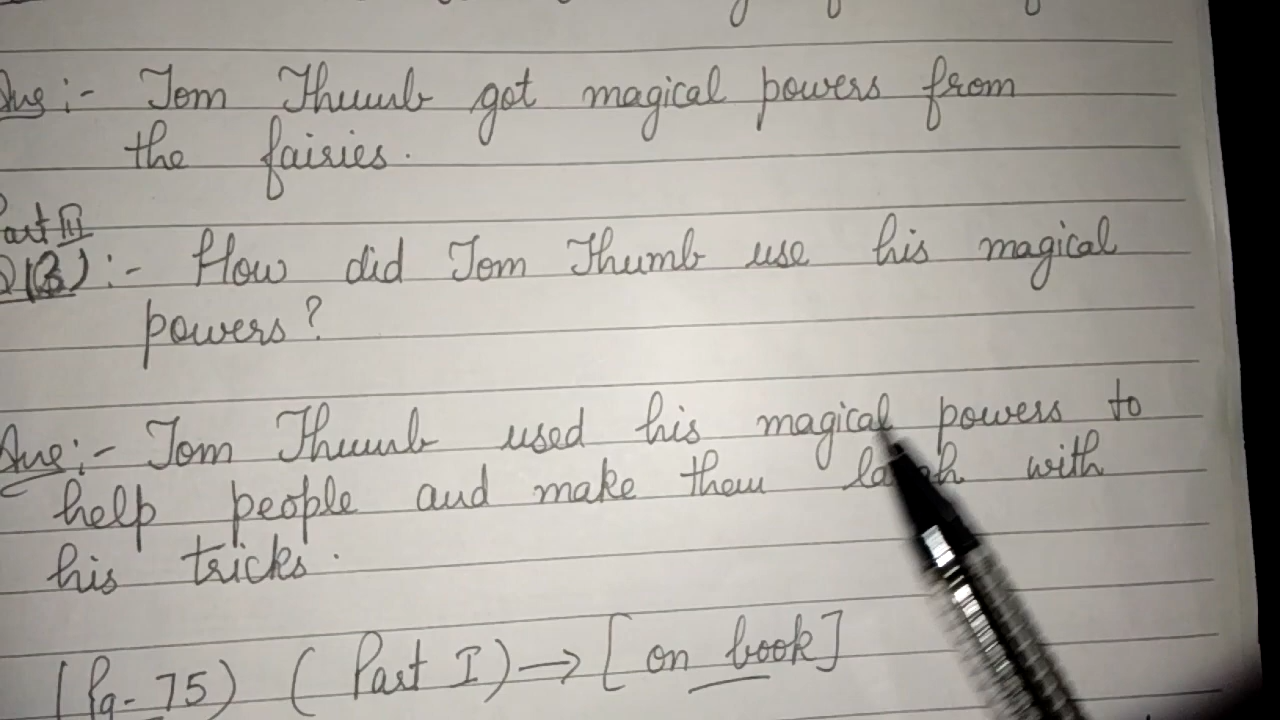 Ans:- Tom Thumb got magical powers from
the fairies.
Part III
Q(3):- How did Tom Thumb use his magical
powers?
Ans:- Tom Thumb used his magical powers to
help people and make them laugh with
his tricks.
(Pg-75) (Part I)→[on book]